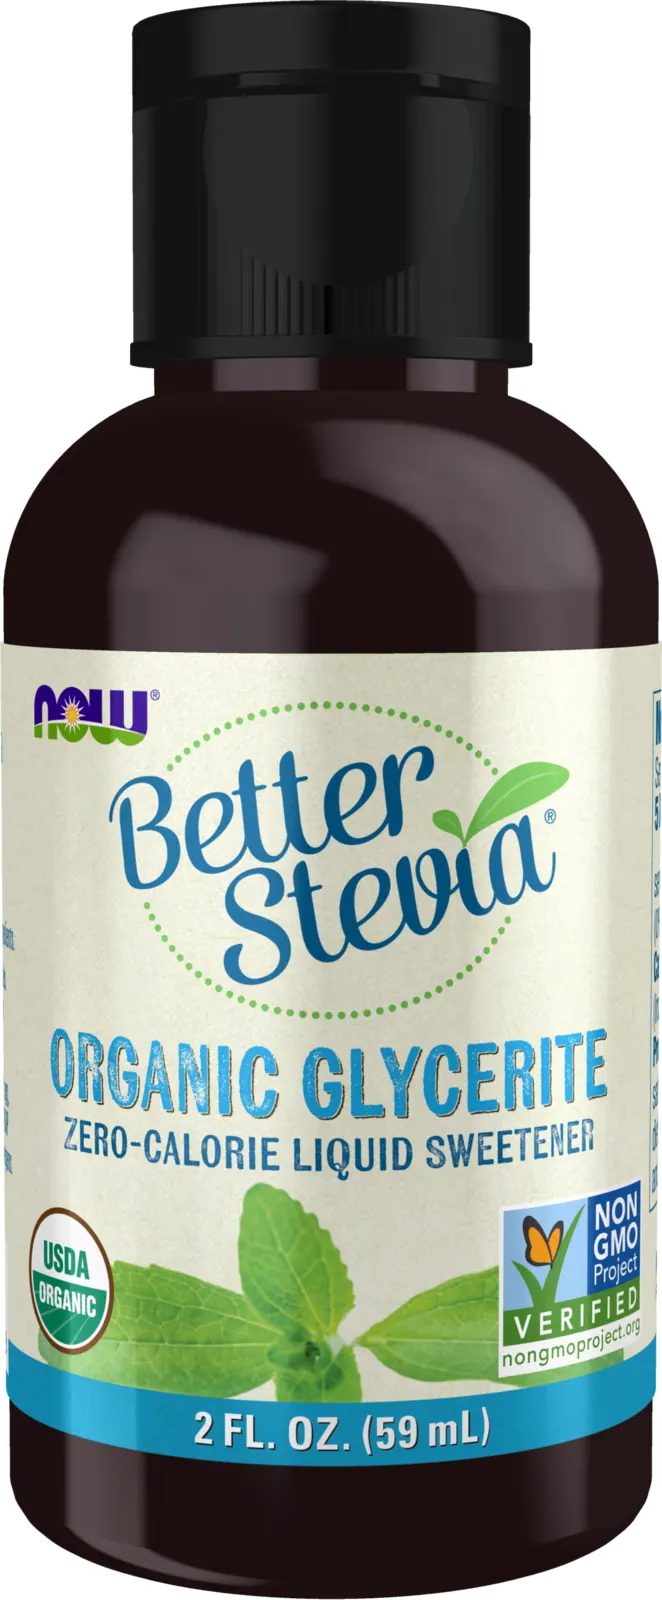 NOW®
Better
Stevia®
ORGANIC GLYCERITE
ZERO-CALORIE LIQUID SWEETENER
USDA
ORGANIC
NON
GMO
Project
VERIFIED
nongmoproject.org
2 FL. OZ. (59 mL)